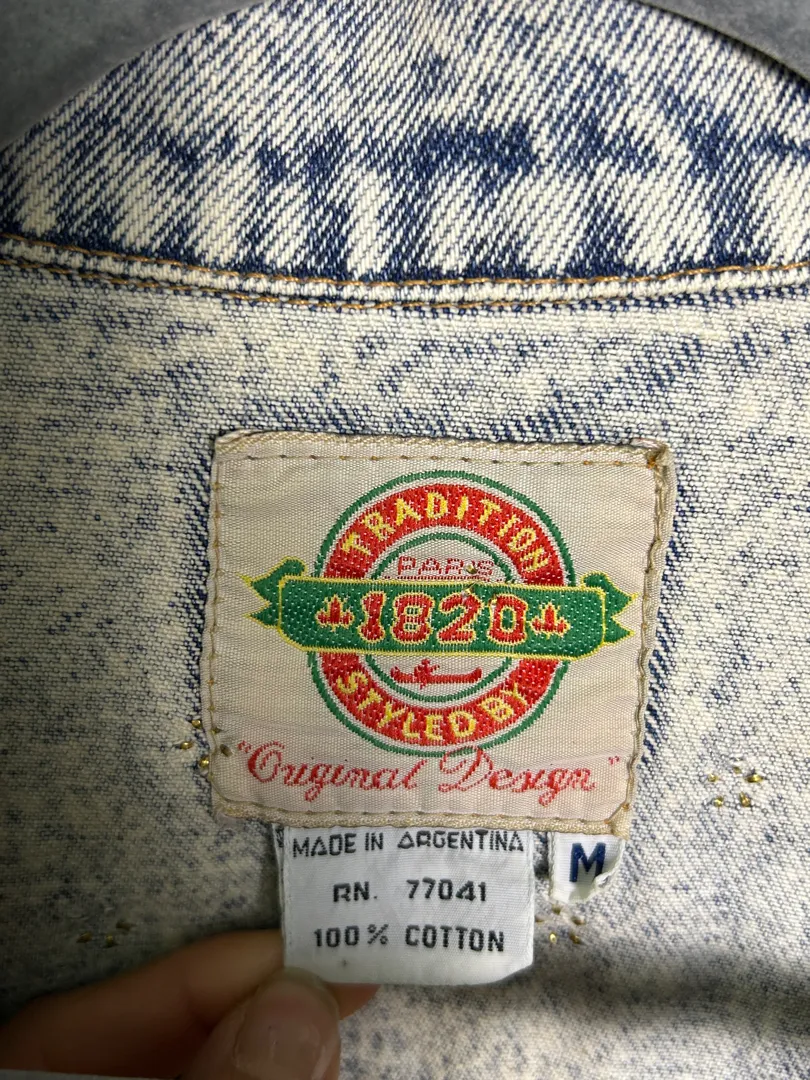 TRADITION
PARIS
1820
STYLED BY
"Original Design"
MADE IN ARGENTINA
RN. 77041
100% COTTON
M